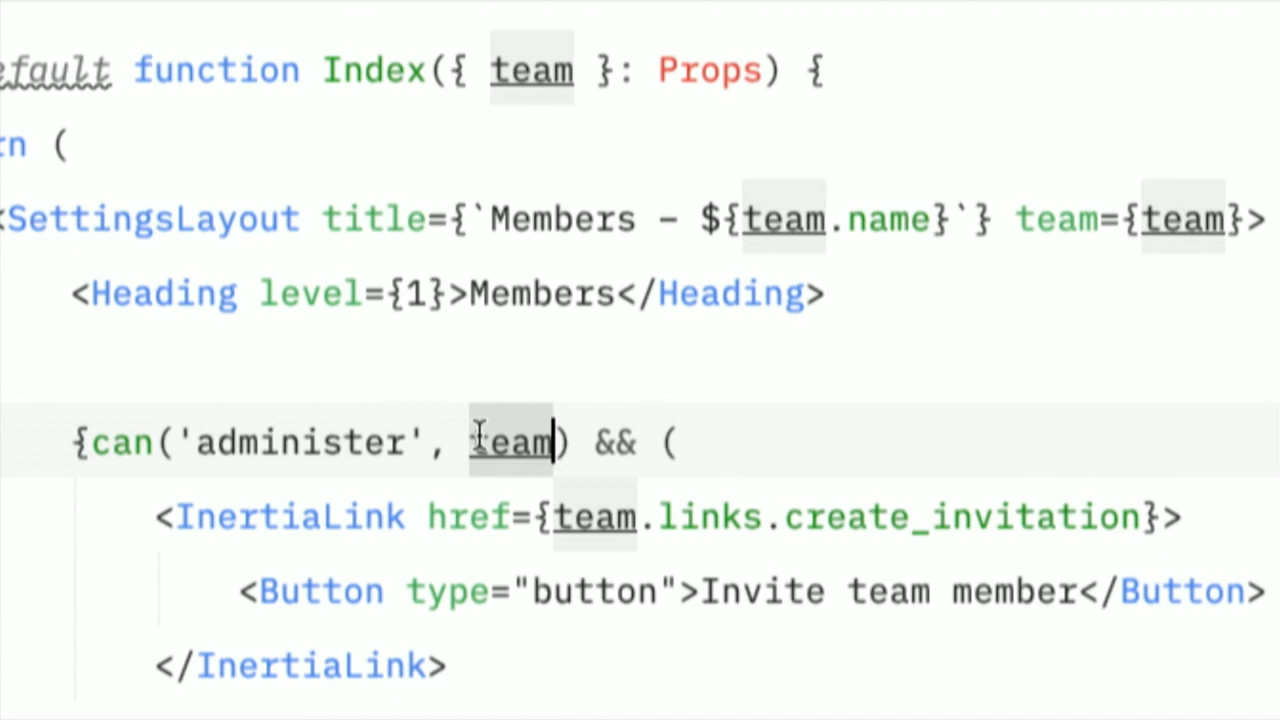 efault function Index({ team }: Props) {
rn (
<SettingsLayout title={`Members – ${team.name}`} team={team}>
<Heading level={1}>Members</Heading>
{can('administer', team) && (
<InertiaLink href={team.links.create_invitation}>
<Button type="button">Invite team member</Button>
</InertiaLink>